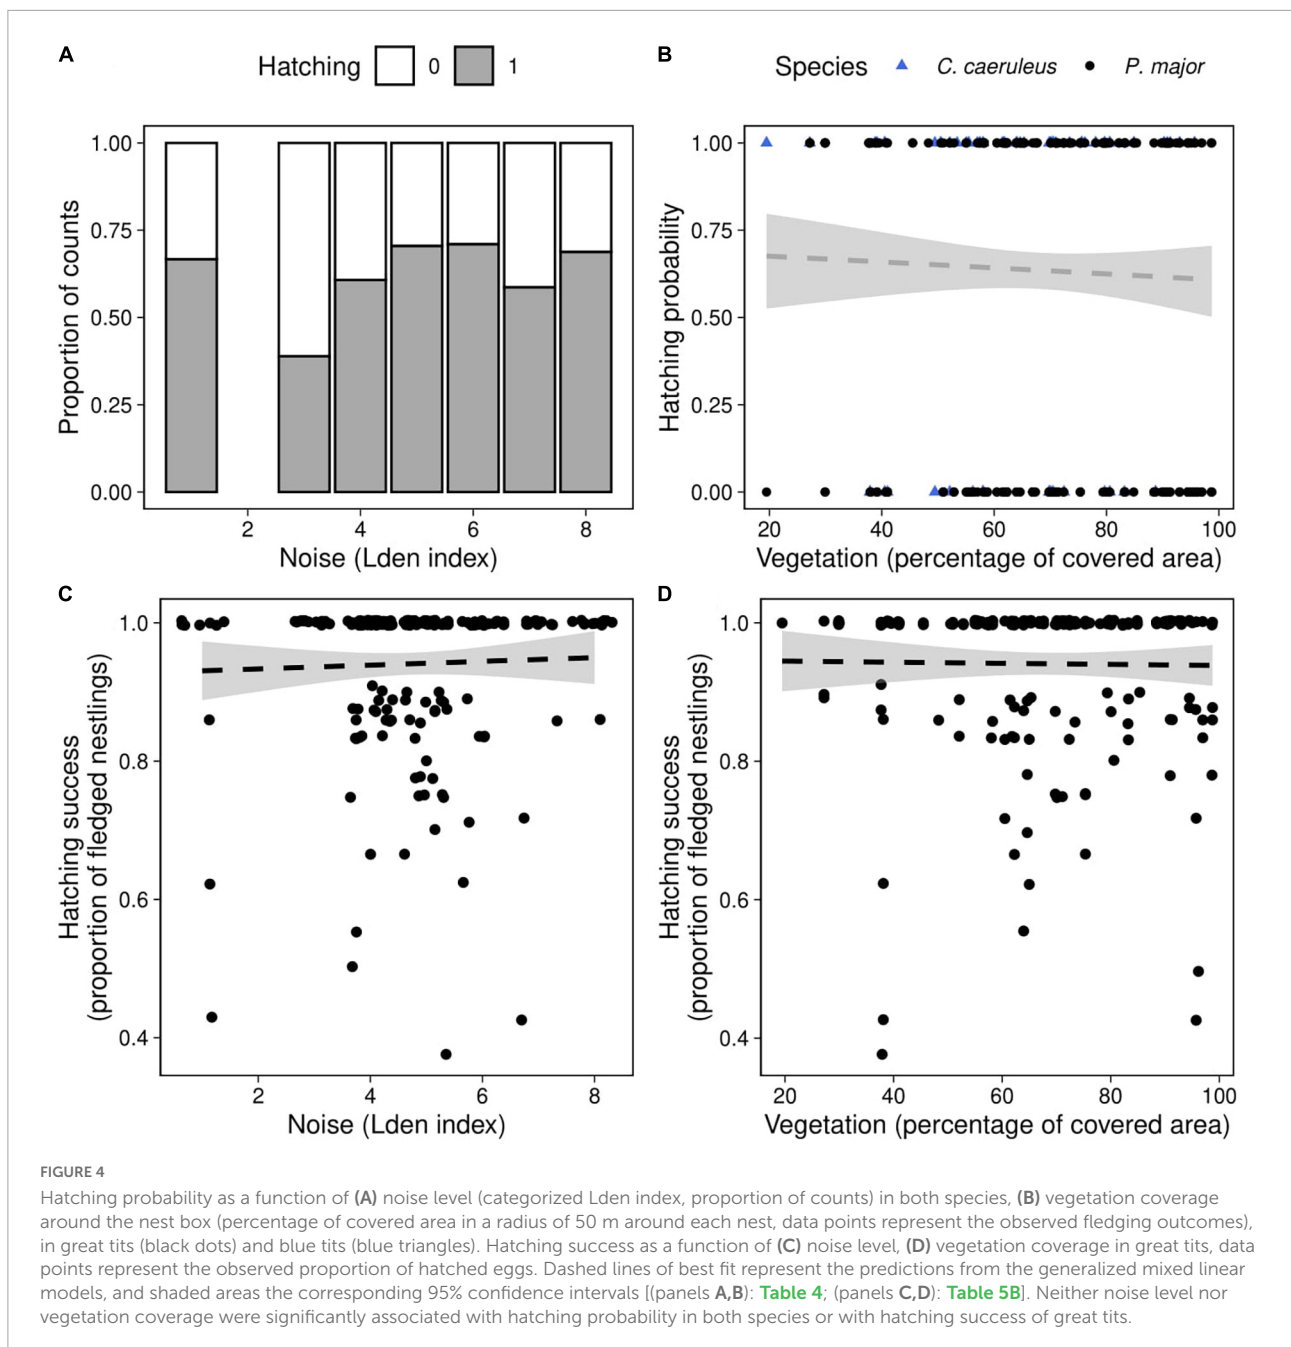 A
Hatching 0 1
1.00
0.75
0.50
0.25
0.00
Proportion of counts
2 4 6 8
Noise (Lden index)
B
Species C. caeruleus P. major
1.00
0.75
0.50
0.25
0.00
Hatching probability
20 40 60 80 100
Vegetation (percentage of covered area)
C
1.0
0.8
0.6
0.4
Hatching success
(proportion of fledged nestlings)
2 4 6 8
Noise (Lden index)
D
1.0
0.8
0.6
0.4
Hatching success
(proportion of fledged nestlings)
20 40 60 80 100
Vegetation (percentage of covered area)
FIGURE 4
Hatching probability as a function of (A) noise level (categorized Lden index, proportion of counts) in both species, (B) vegetation coverage
around the nest box (percentage of covered area in a radius of 50 m around each nest, data points represent the observed fledging outcomes),
in great tits (black dots) and blue tits (blue triangles). Hatching success as a function of (C) noise level, (D) vegetation coverage in great tits, data
points represent the observed proportion of hatched eggs. Dashed lines of best fit represent the predictions from the generalized mixed linear
models, and shaded areas the corresponding 95% confidence intervals [(panels A,B): Table 4; (panels C,D): Table 5B]. Neither noise level nor
vegetation coverage were significantly associated with hatching probability in both species or with hatching success of great tits.